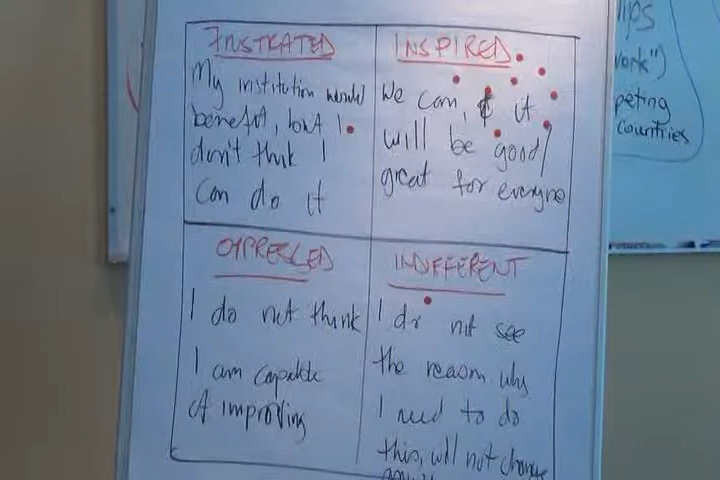 FRUSTRATED
My institution would
benefit, but I
don't think I
can do it
INSPIRED
We can, & it
will be good/
great for everyone
OPPRESSED
I do not think
I am capable
of improving
INDIFFERENT
I do not see
the reason why
I need to do
this, will not change
work")
peting
countries